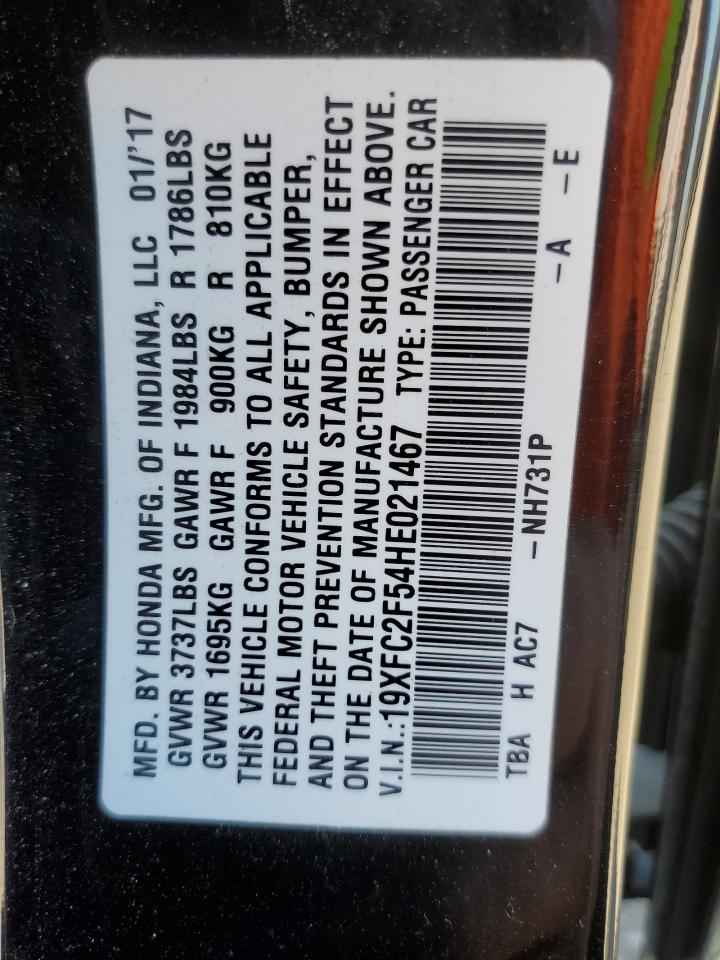 MFD. BY HONDA MFG. OF INDIANA, LLC 01/'17
GVWR 3737LBS GAWR F 1984LBS R 1786LBS
GVWR 1695KG GAWR F 900KG R 810KG
THIS VEHICLE CONFORMS TO ALL APPLICABLE
FEDERAL MOTOR VEHICLE SAFETY, BUMPER,
AND THEFT PREVENTION STANDARDS IN EFFECT
ON THE DATE OF MANUFACTURE SHOWN ABOVE.
V.I.N.:19XFC2F54HE021467 TYPE: PASSENGER CAR
TBA H AC7 –NH731P –A –E